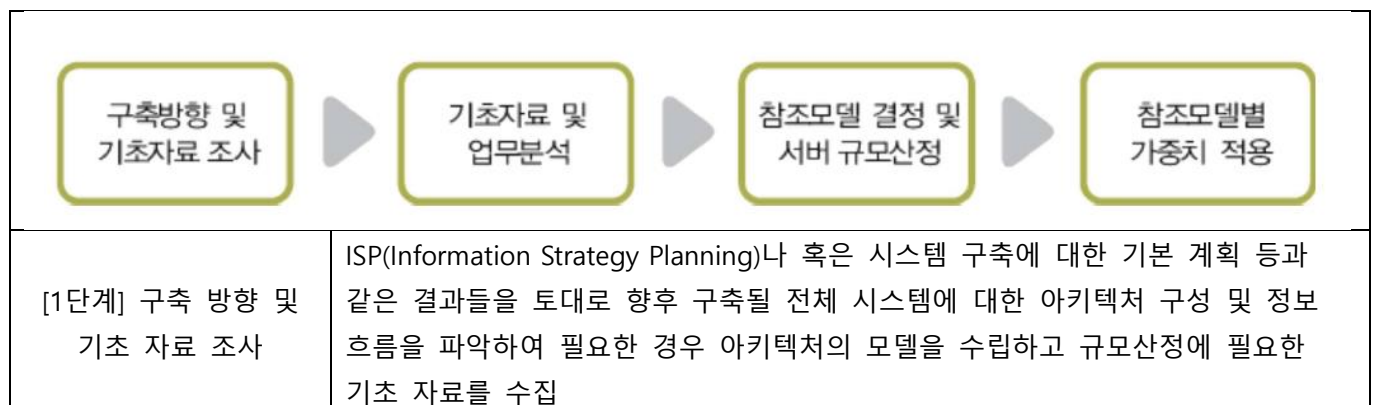 구축방향 및
기초자료 조사
기초자료 및
업무분석
참조모델 결정 및
서버 규모산정
참조모델별
가중치 적용
[1단계] 구축 방향 및
기초 자료 조사
ISP(Information Strategy Planning)나 혹은 시스템 구축에 대한 기본 계획 등과
같은 결과들을 토대로 향후 구축될 전체 시스템에 대한 아키텍처 구성 및 정보
흐름을 파악하여 필요한 경우 아키텍처의 모델을 수립하고 규모산정에 필요한
기초 자료를 수집